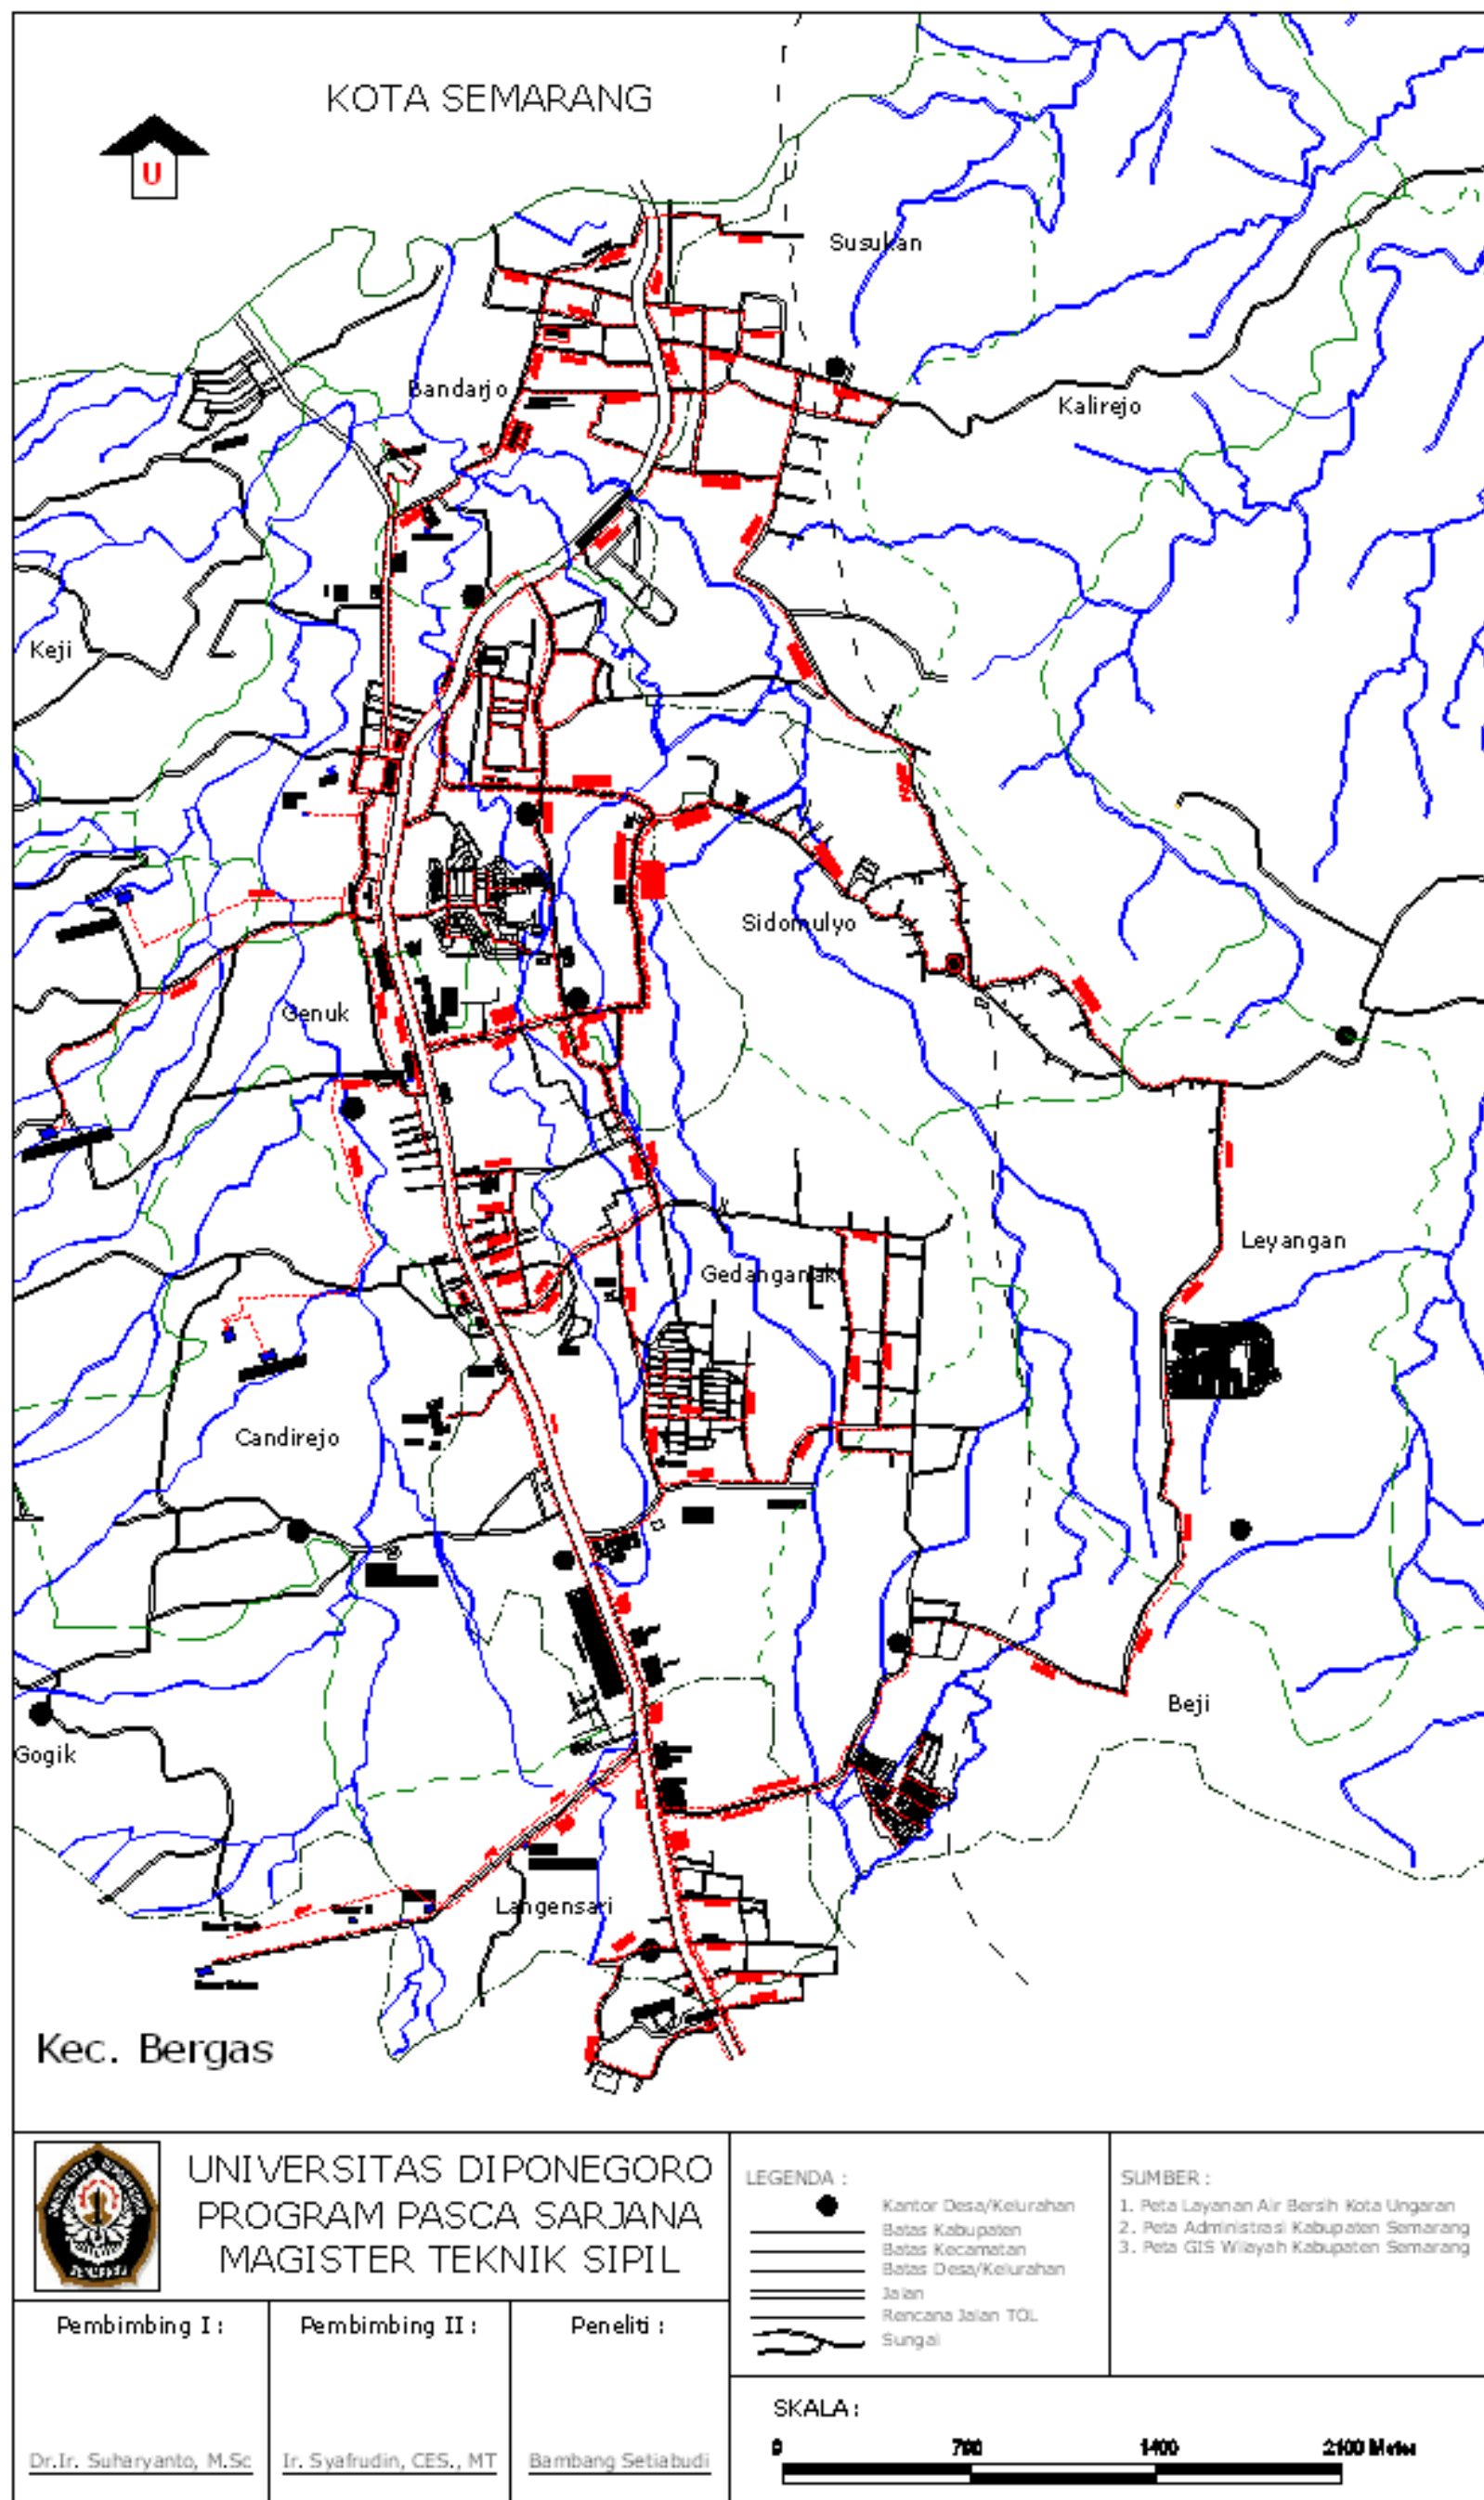 KOTA SEMARANG
U
Susukan
Bandarjo
Kalirejo
Keji
Sidomulyo
Genuk
Leyangan
Gedanganak
Candirejo
Beji
Gogik
Langensari
Kec. Bergas
UNIVERSITAS DIPONEGORO
PROGRAM PASCA SARJANA
MAGISTER TEKNIK SIPIL
Pembimbing I :
Dr.Ir. Suharyanto, M.Sc
Pembimbing II :
Ir. Syafrudin, CES., MT
Peneliti :
Bambang Setiabudi
LEGENDA :
Kantor Desa/Kelurahan
Batas Kabupaten
Batas Kecamatan
Batas Desa/Kelurahan
Jalan
Rencana Jalan TOL
Sungai
SUMBER :
1. Peta Layanan Air Bersih Kota Ungaran
2. Peta Administrasi Kabupaten Semarang
3. Peta GIS Wilayah Kabupaten Semarang
SKALA :
0 700 1400 2100 Meter